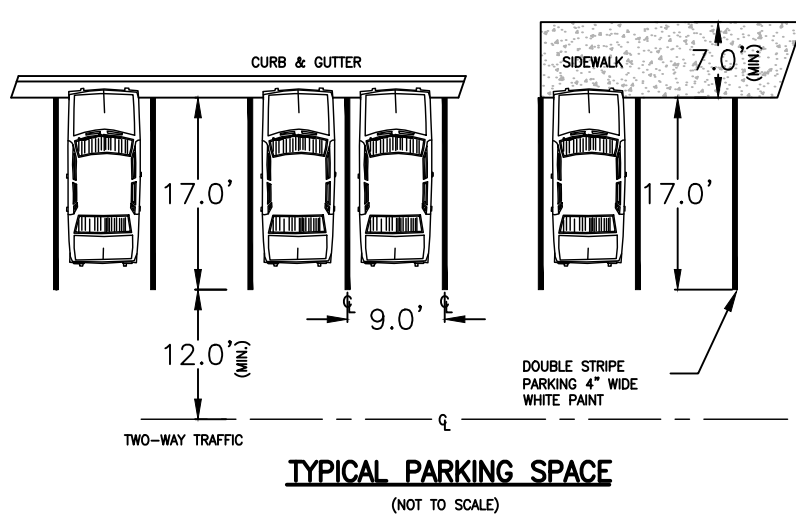 CURB & GUTTER
SIDEWALK
7.0' (MIN.)
17.0'
17.0'
℄
℄
9.0'
12.0' (MIN.)
DOUBLE STRIPE
PARKING 4" WIDE
WHITE PAINT
℄
TWO-WAY TRAFFIC
TYPICAL PARKING SPACE
(NOT TO SCALE)